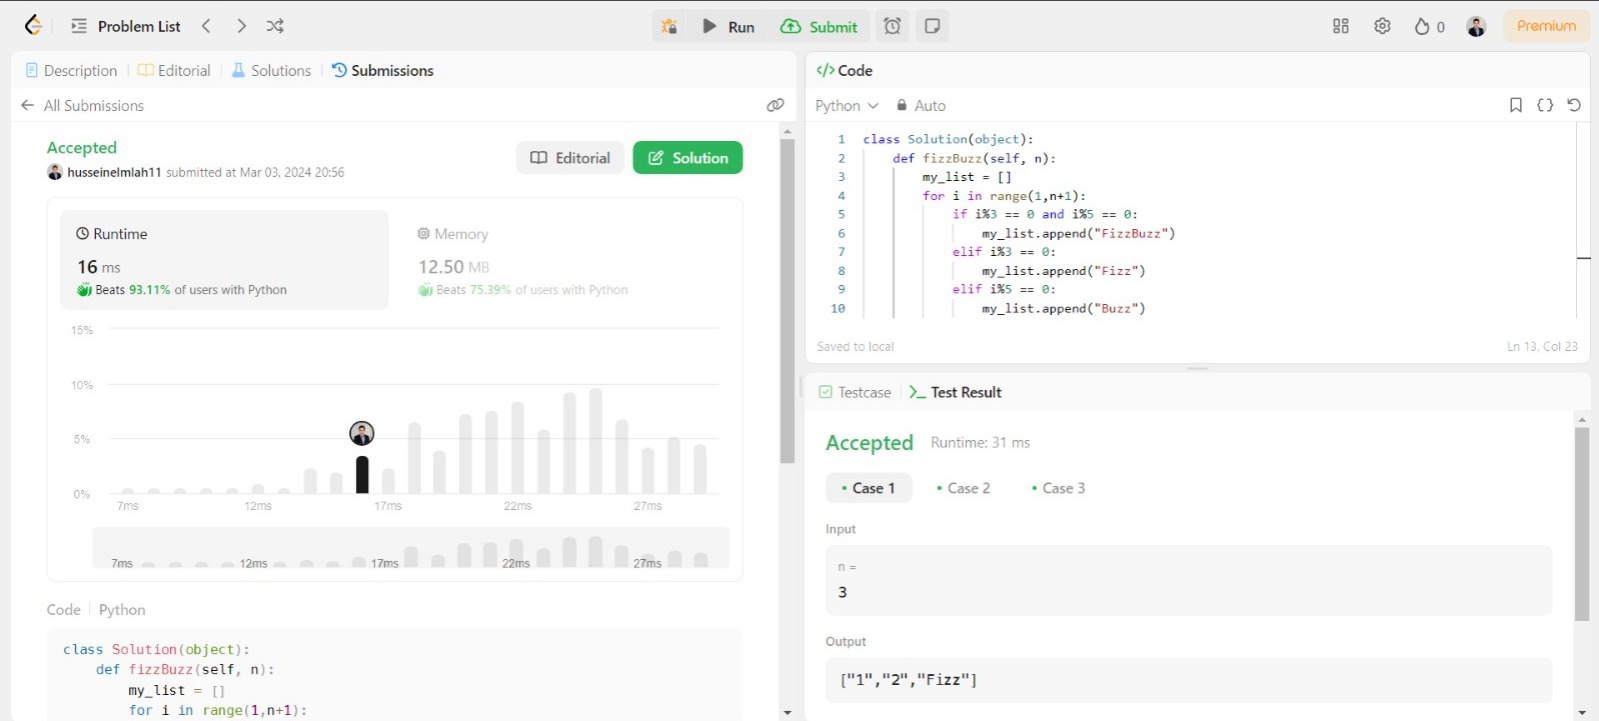 Problem List
Run
Submit
0
Premium
Description
Editorial
Solutions
Submissions
All Submissions
Accepted
husseinelmlah11 submitted at Mar 03, 2024 20:56
Editorial
Solution
Runtime
16 ms
Beats 93.11% of users with Python
Memory
12.50 MB
Beats 75.39% of users with Python
15%
10%
5%
0%
7ms 12ms 17ms 22ms 27ms
7ms 12ms 17ms 22ms 27ms
Code Python
class Solution(object):
    def fizzBuzz(self, n):
        my_list = []
        for i in range(1,n+1):
</> Code
Python
Auto
1 class Solution(object):
2     def fizzBuzz(self, n):
3         my_list = []
4         for i in range(1,n+1):
5             if i%3 == 0 and i%5 == 0:
6                 my_list.append("FizzBuzz")
7             elif i%3 == 0:
8                 my_list.append("Fizz")
9             elif i%5 == 0:
10                 my_list.append("Buzz")
Saved to local
Ln 13, Col 23
Testcase
>_ Test Result
Accepted Runtime: 31 ms
• Case 1 • Case 2 • Case 3
Input
n =
3
Output
["1","2","Fizz"]